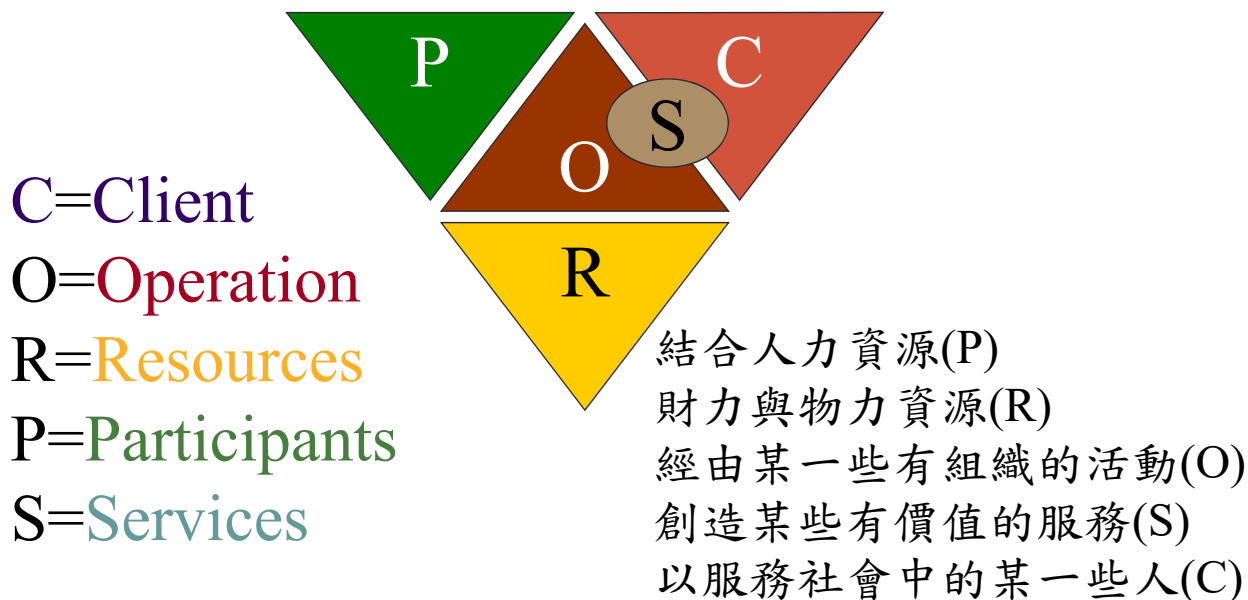 P
C
S
O
R
C=Client
O=Operation
R=Resources
P=Participants
S=Services
結合人力資源(P)
財力與物力資源(R)
經由某一些有組織的活動(O)
創造某些有價值的服務(S)
以服務社會中的某一些人(C)